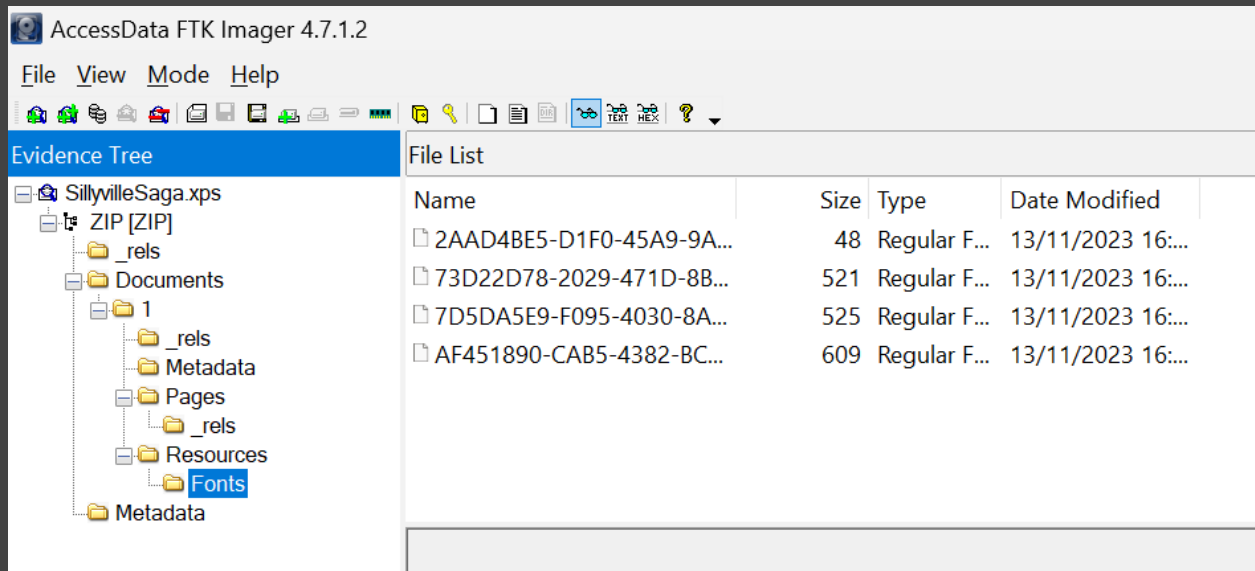 AccessData FTK Imager 4.7.1.2
File View Mode Help
TEXT HEX
Evidence Tree
SillyvilleSaga.xps
ZIP [ZIP]
_rels
Documents
1
_rels
Metadata
Pages
_rels
Resources
Fonts
Metadata
File List
Name Size Type Date Modified
2AAD4BE5-D1F0-45A9-9A... 48 Regular F... 13/11/2023 16:...
73D22D78-2029-471D-8B... 521 Regular F... 13/11/2023 16:...
7D5DA5E9-F095-4030-8A... 525 Regular F... 13/11/2023 16:...
AF451890-CAB5-4382-BC... 609 Regular F... 13/11/2023 16:...